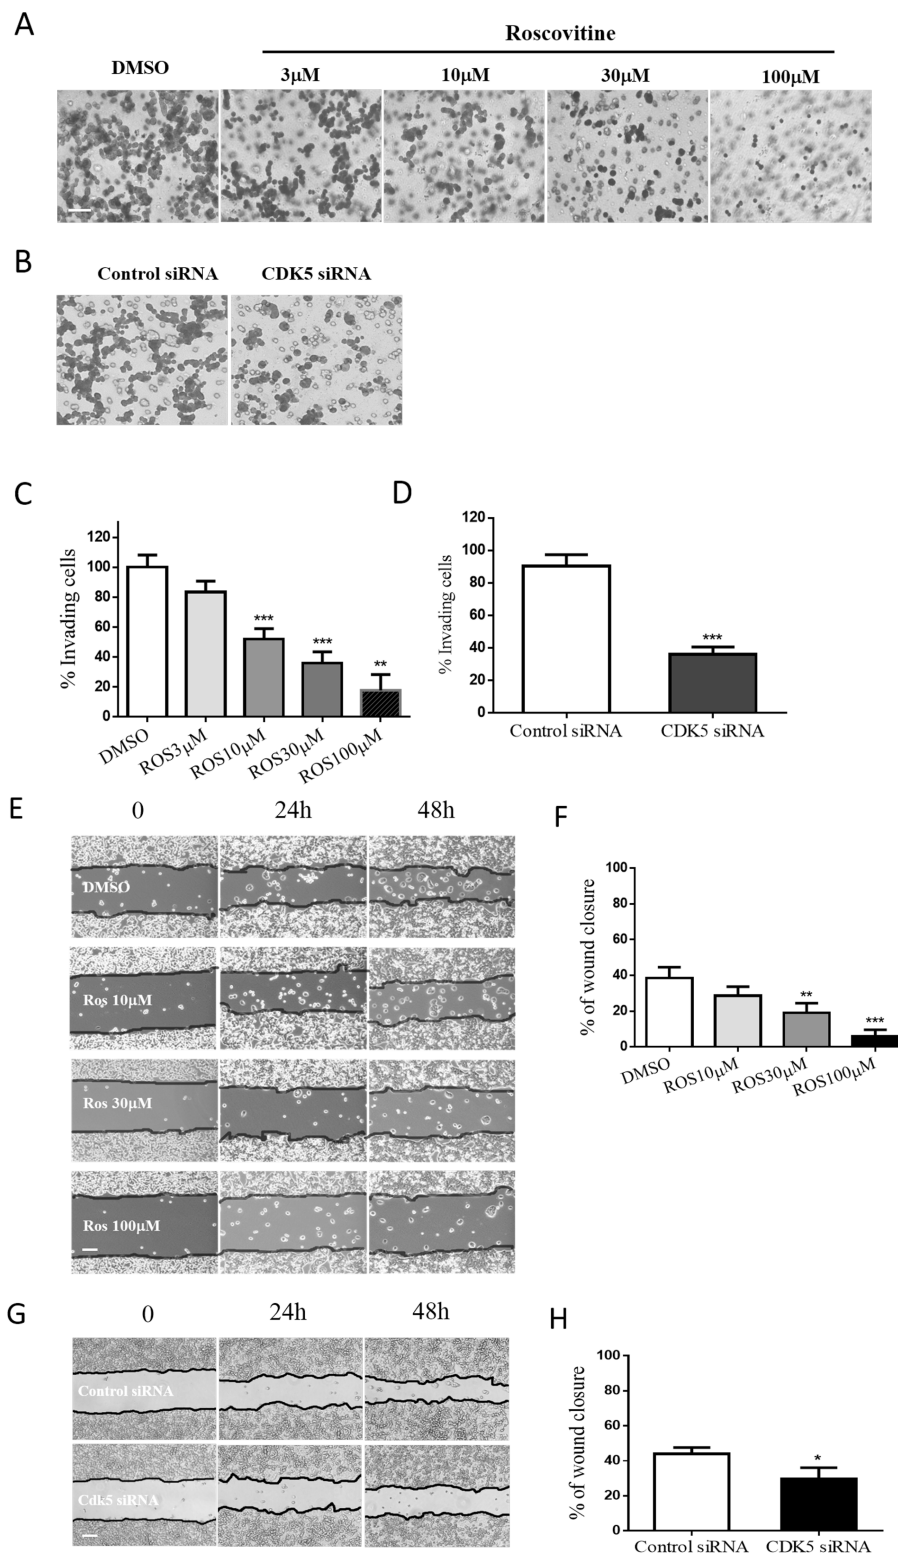 A
Roscovitine
DMSO
3μM
10μM
30μM
100μM
B
Control siRNA
CDK5 siRNA
C
% Invading cells
120
100
80
60
40
20
0
***
***
**
DMSO
ROS3μM
ROS10μM
ROS30μM
ROS100μM
D
% Invading cells
120
100
80
60
40
20
0
***
Control siRNA
CDK5 siRNA
E
0
24h
48h
DMSO
Ros 10μM
Ros 30μM
Ros 100μM
F
% of wound closure
100
80
60
40
20
0
**
***
DMSO
ROS10μM
ROS30μM
ROS100μM
G
0
24h
48h
Control siRNA
Cdk5 siRNA
H
% of wound closure
100
80
60
40
20
0
*
Control siRNA
CDK5 siRNA